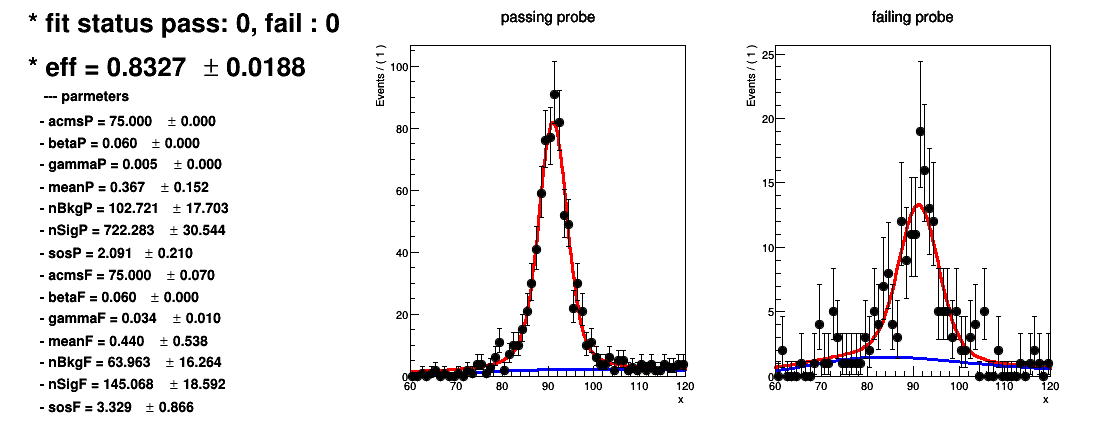 * fit status pass: 0, fail : 0
* eff = 0.8327 ± 0.0188
--- parmeters
- acmsP = 75.000 ± 0.000
- betaP = 0.060 ± 0.000
- gammaP = 0.005 ± 0.000
- meanP = 0.367 ± 0.152
- nBkgP = 102.721 ± 17.703
- nSigP = 722.283 ± 30.544
- sosP = 2.091 ± 0.210
- acmsF = 75.000 ± 0.070
- betaF = 0.060 ± 0.000
- gammaF = 0.034 ± 0.010
- meanF = 0.440 ± 0.538
- nBkgF = 63.963 ± 16.264
- nSigF = 145.068 ± 18.592
- sosF = 3.329 ± 0.866
passing probe
Events / ( 1 )
100
80
60
40
20
0
60 70 80 90 100 110 120
x
failing probe
Events / ( 1 )
25
20
15
10
5
0
60 70 80 90 100 110 120
x